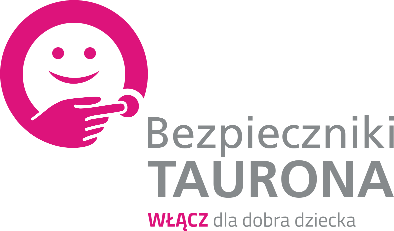 Bezpieczniki
TAURONA
WŁĄCZ dla dobra dziecka